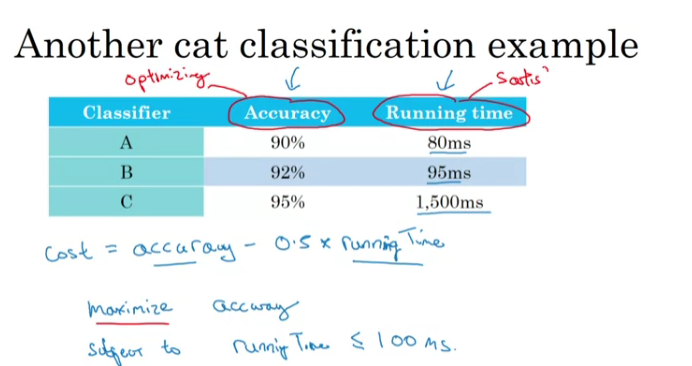 Another cat classification example
optimizing
Satis
Classifier Accuracy Running time
A 90% 80ms
B 92% 95ms
C 95% 1,500ms
cost = accuracy - 0.5 x running Time
maximize accuracy
subject to running Time ≤ 100 ms.